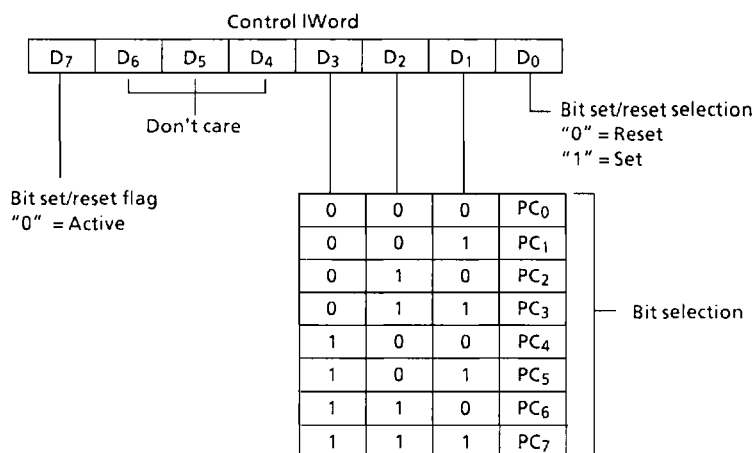 Control lWord
D7 D6 D5 D4 D3 D2 D1 D0
Don't care
Bit set/reset selection
"0" = Reset
"1" = Set
Bit set/reset flag
"0" = Active
0 0 0 PC0
0 0 1 PC1
0 1 0 PC2
0 1 1 PC3
1 0 0 PC4
1 0 1 PC5
1 1 0 PC6
1 1 1 PC7
Bit selection